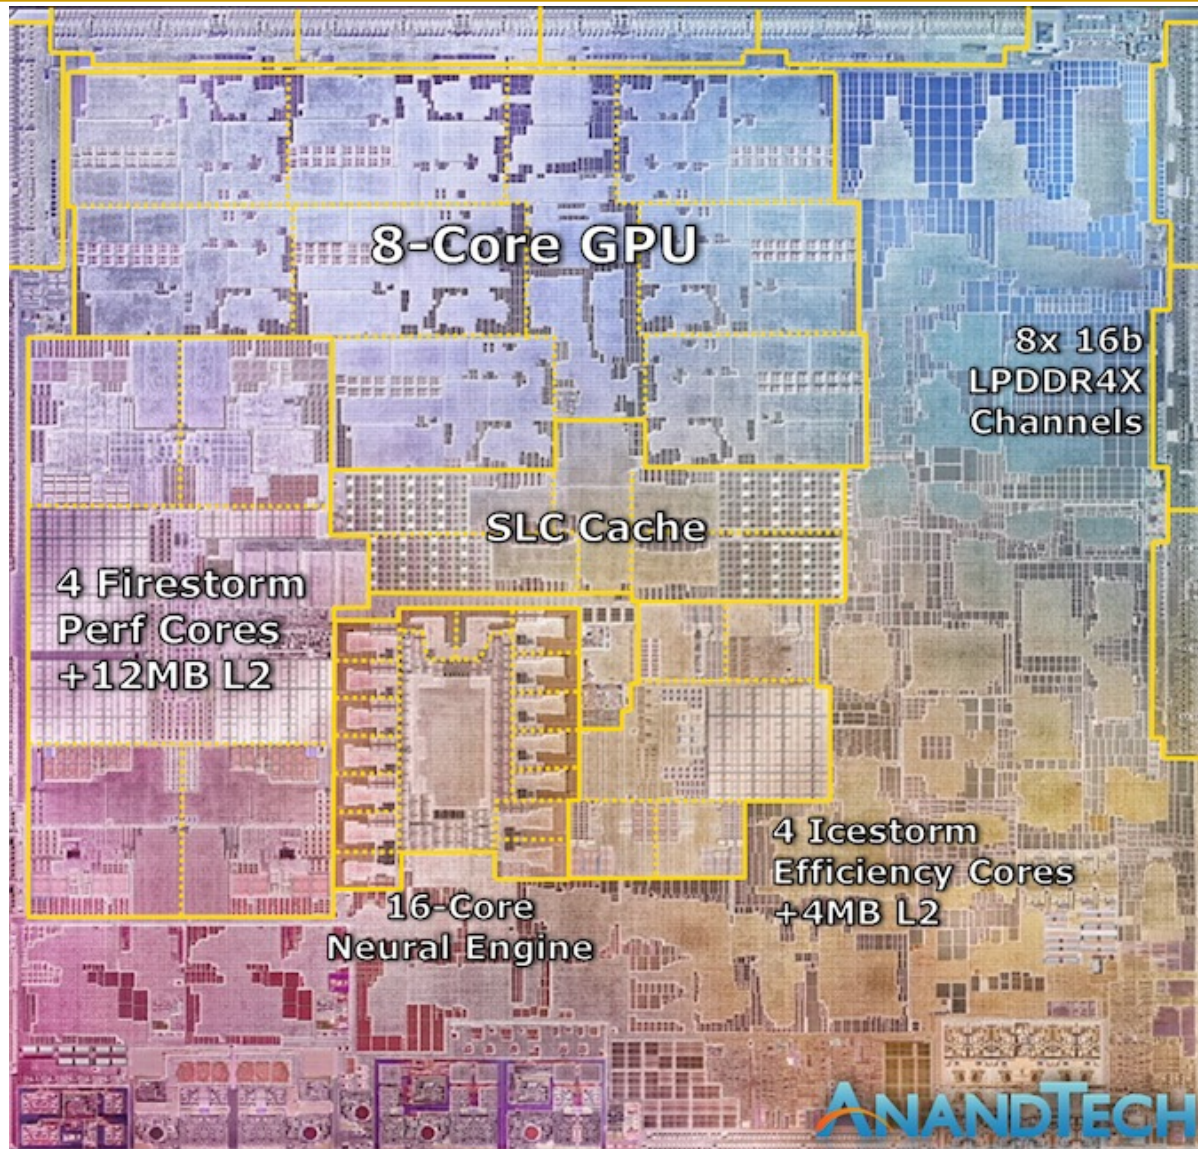 8-Core GPU
8x 16b
LPDDR4X
Channels
SLC Cache
4 Firestorm
Perf Cores
+12MB L2
4 Icestorm
Efficiency Cores
+4MB L2
16-Core
Neural Engine
ANANDTECH